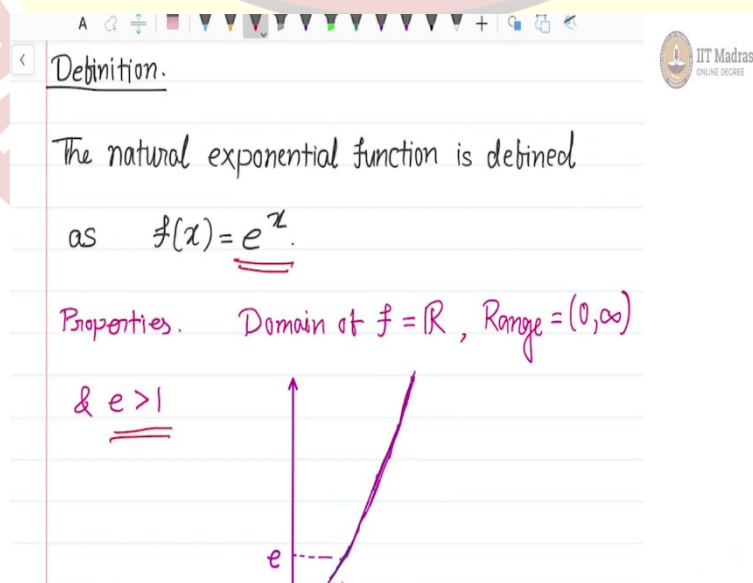 A
IIT Madras
ONLINE DEGREE
Definition.
The natural exponential function is defined
as f(x) = e^x.
Properties. Domain of f = ℝ, Range = (0,∞)
& e > 1
e